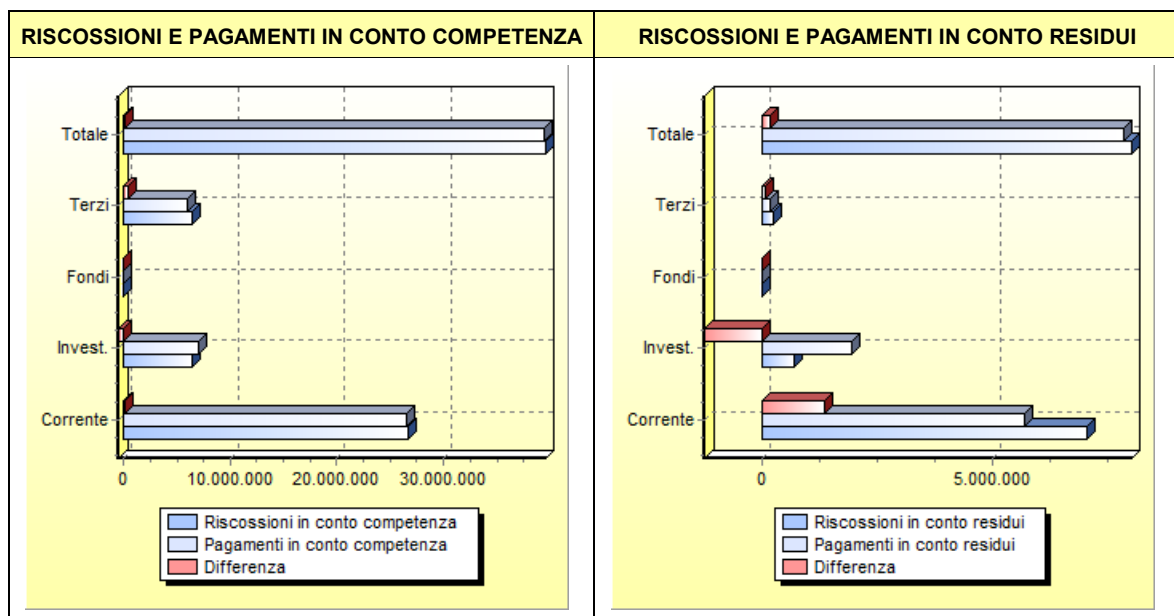 RISCOSSIONI E PAGAMENTI IN CONTO COMPETENZA
Totale
Terzi
Fondi
Invest.
Corrente
0 10.000.000 20.000.000 30.000.000
Riscossioni in conto competenza
Pagamenti in conto competenza
Differenza
RISCOSSIONI E PAGAMENTI IN CONTO RESIDUI
Totale
Terzi
Fondi
Invest.
Corrente
0 5.000.000
Riscossioni in conto residui
Pagamenti in conto residui
Differenza